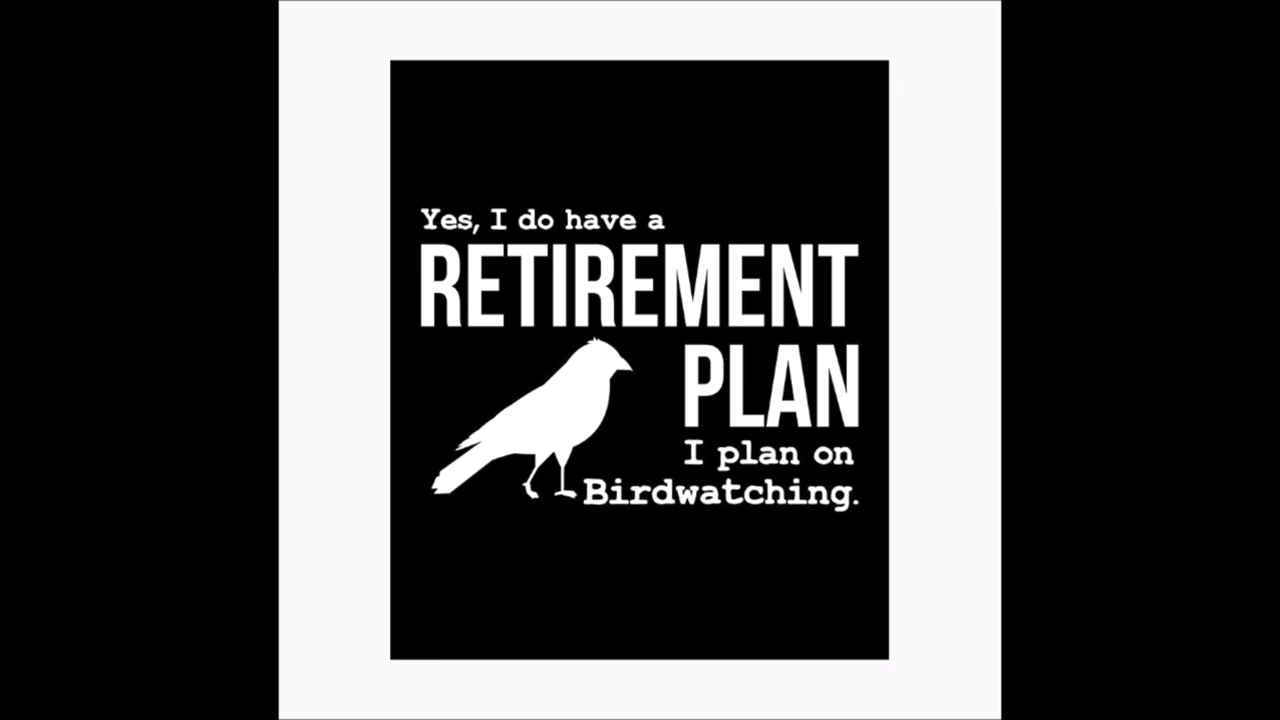 Yes, I do have a
RETIREMENT
PLAN
I plan on
Birdwatching.